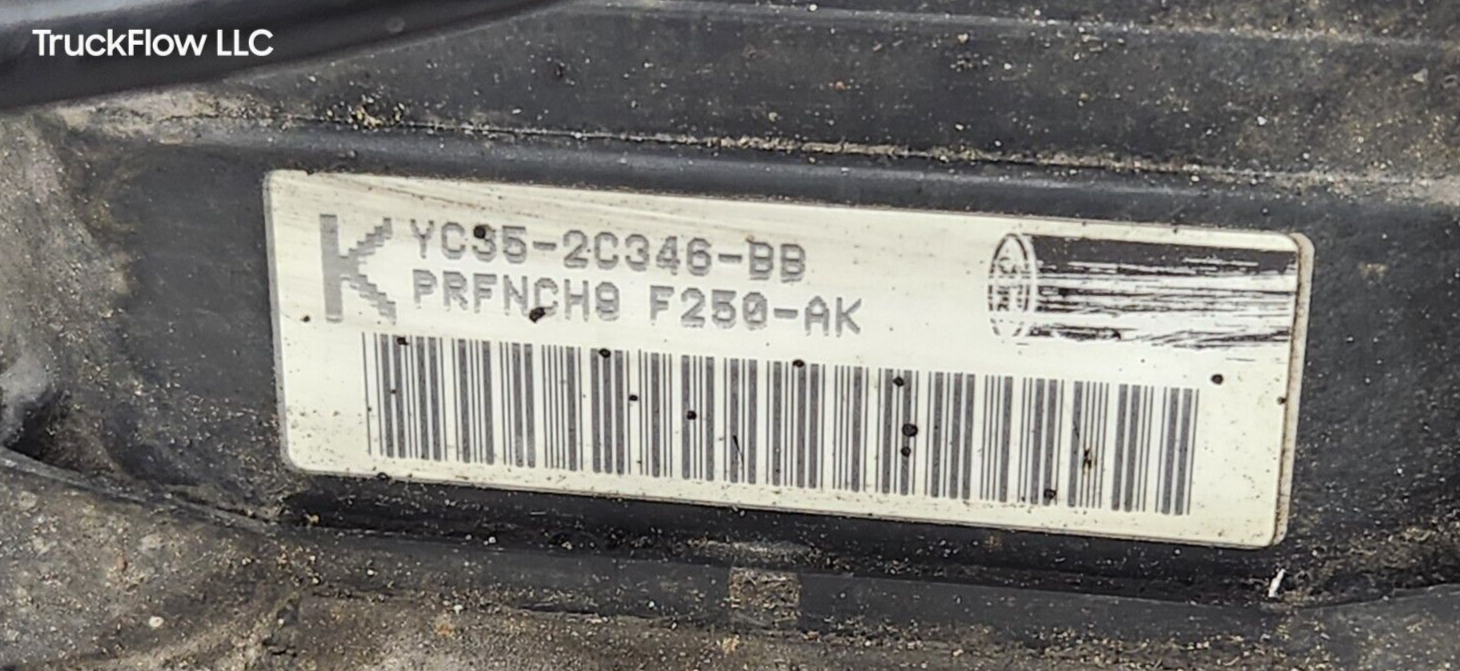 TruckFlow LLC
K
YC35-2C346-BB
PRFNCH9 F250-AK